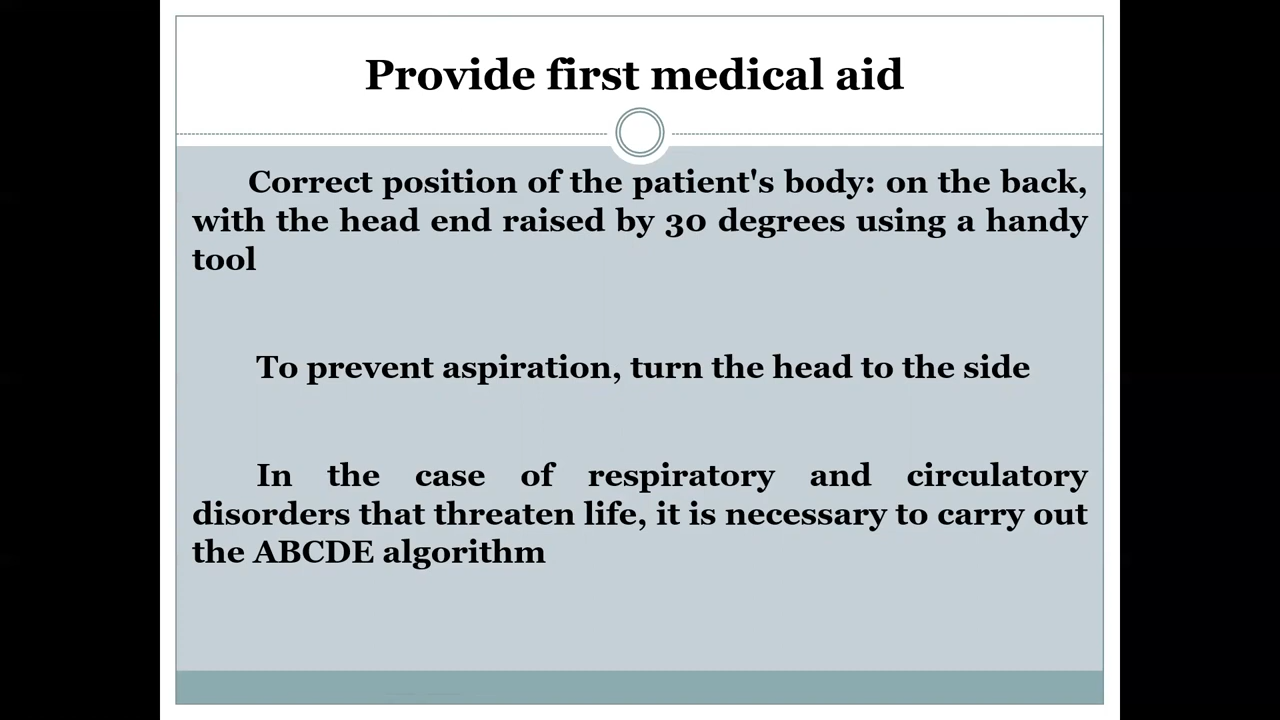 Provide first medical aid
Correct position of the patient's body: on the back,
with the head end raised by 30 degrees using a handy
tool
To prevent aspiration, turn the head to the side
In the case of respiratory and circulatory
disorders that threaten life, it is necessary to carry out
the ABCDE algorithm